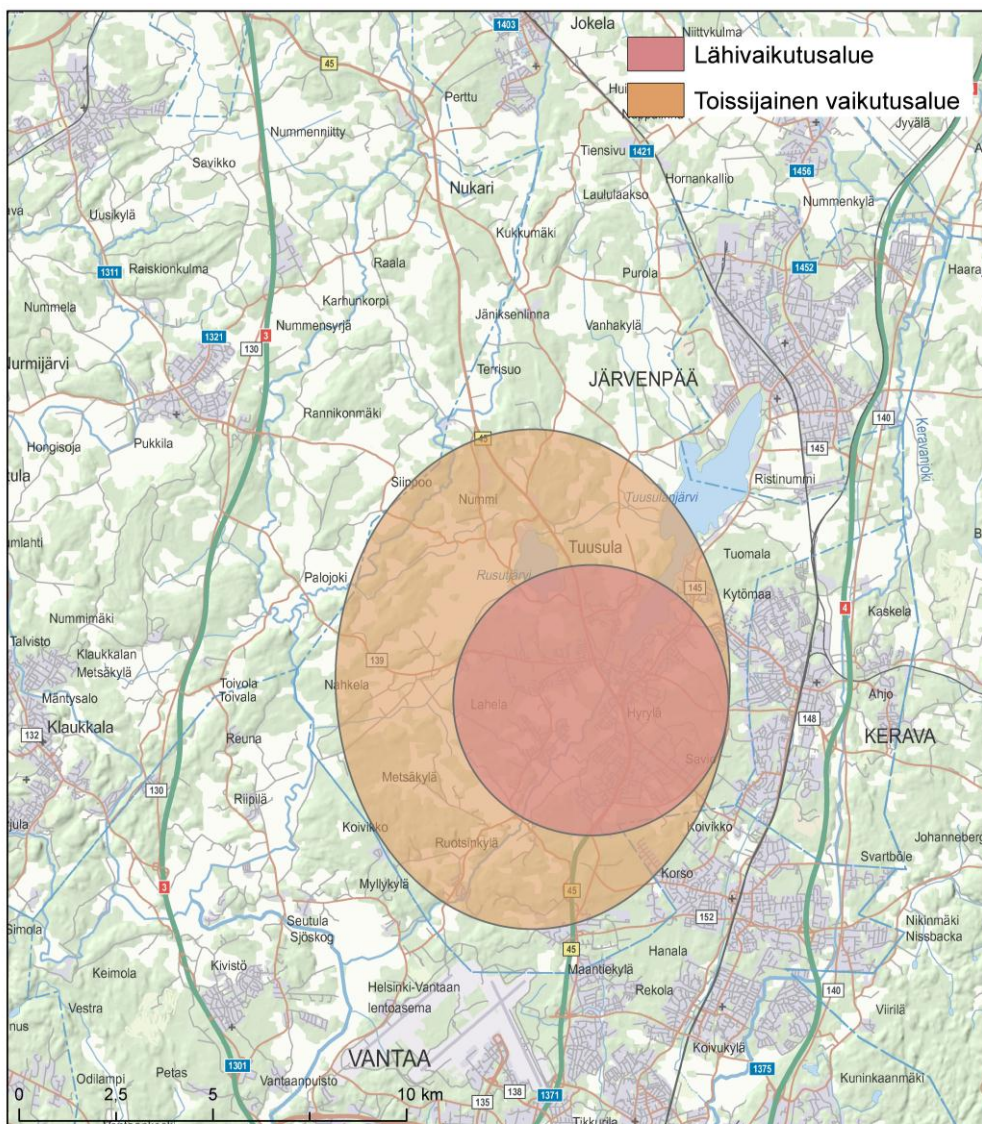 1403
Jokela
Niittykulma
Lähivaikutusalue
45
Toissijainen vaikutusalue
Perttu
Nummenniitty
Jyvälä
Savikko
Tiensivu
1421
Hornankallio
1456
Nukari
Laululaakso
Nummenkylä
Uusikylä
Kukkumäki
Raala
1311
Raiskionkulma
Purola
1452
Karhunkorpi
Nummela
Jäniksenlinna
Nummensyrjä
Vanhakylä
1321
3
130
Terrisuo
JÄRVENPÄÄ
Rannikonmäki
140
Pukkila
Hongisoja
45
145
Keravanjoki
Siippoo
Ristinummi
Nummi
Tuusulanjärvi
Tuusula
Tuomala
Rusutjärvi
Palojoki
145
Kytömaa
4
Kaskela
Nummimäki
Talvisto
Klaukkalan
Metsäkylä
139
Toivola
Toivala
Nahkela
Ahjo
Mäntysalo
Lahela
Hyrylä
Klaukkala
148
132
Reuna
KERAVA
Metsäkylä
130
Riipilä
Koivikko
Koivikko
Ruotsinkylä
Johanneberg
Svartböle
Korso
3
Myllykylä
45
152
Seutula
Sjöskog
Nikinmäki
Nissbacka
45
Hanala
Keimola
Kivistö
Maantiekylä
Helsinki-Vantaan
lentoasema
Rekola
140
Vestra
Viirilä
VANTAA
Koivukylä
1301
1375
Petas
Odilampi
Vantaanpuisto
Kuninkaanmäki
0 2,5 5 10 km
138
1371
135
Tikkurila